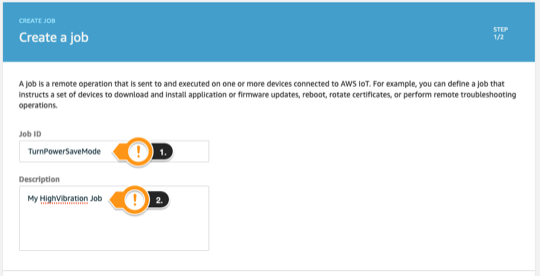 CREATE JOB
Create a job
STEP
1/2
A job is a remote operation that is sent to and executed on one or more devices connected to AWS IoT. For example, you can define a job that
instructs a set of devices to download and install application or firmware updates, reboot, rotate certificates, or perform remote troubleshooting
operations.
Job ID
TurnPowerSaveMode
! 1.
Description
My HighVibration Job
! 2.